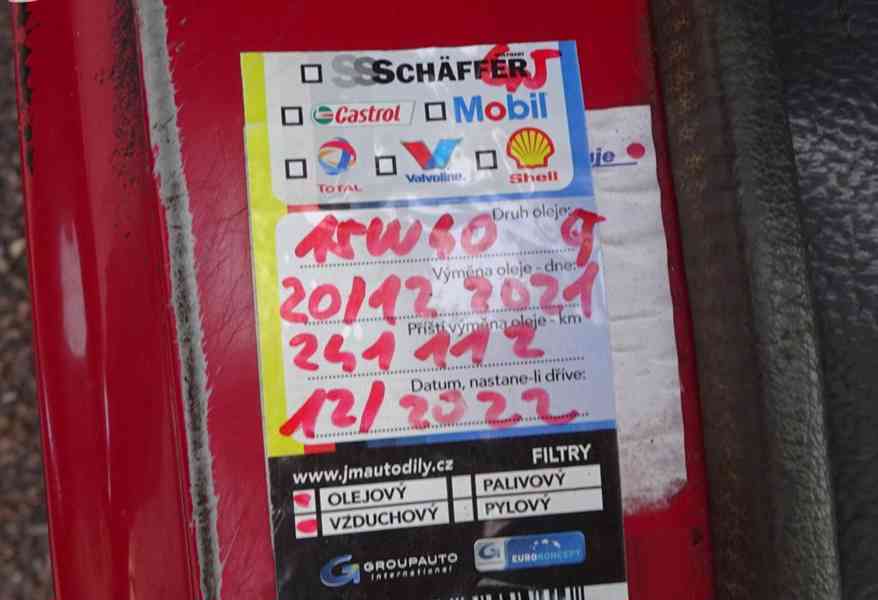 SCHÄFFER
Castrol Mobil
TOTAL Valvoline. Shell
Druh oleje:
15W40
Výměna oleje - dne:
20/12 2021
Příští výměna oleje - km
241 112
Datum, nastane-li dříve:
12/2022
www.jmautodily.cz FILTRY
OLEJOVÝ PALIVOVÝ
VZDUCHOVÝ PYLOVÝ
G GROUPAUTO international G EUROKONCEPT